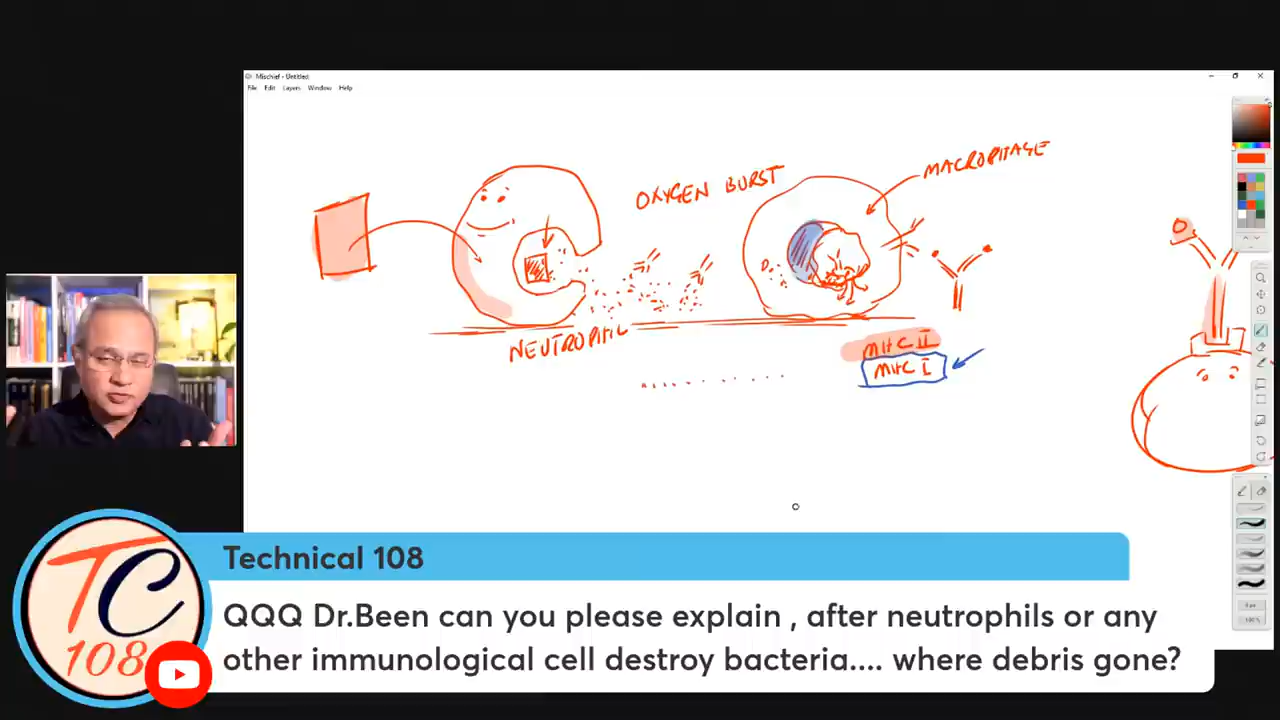 Mischief - Untitled
File Edit Layers Window Help
OXYGEN BURST
MACROPHAGE
NEUTROPHIL
MHC II
MHC I
TC
108
Technical 108
QQQ Dr.Been can you please explain , after neutrophils or any
other immunological cell destroy bacteria.... where debris gone?